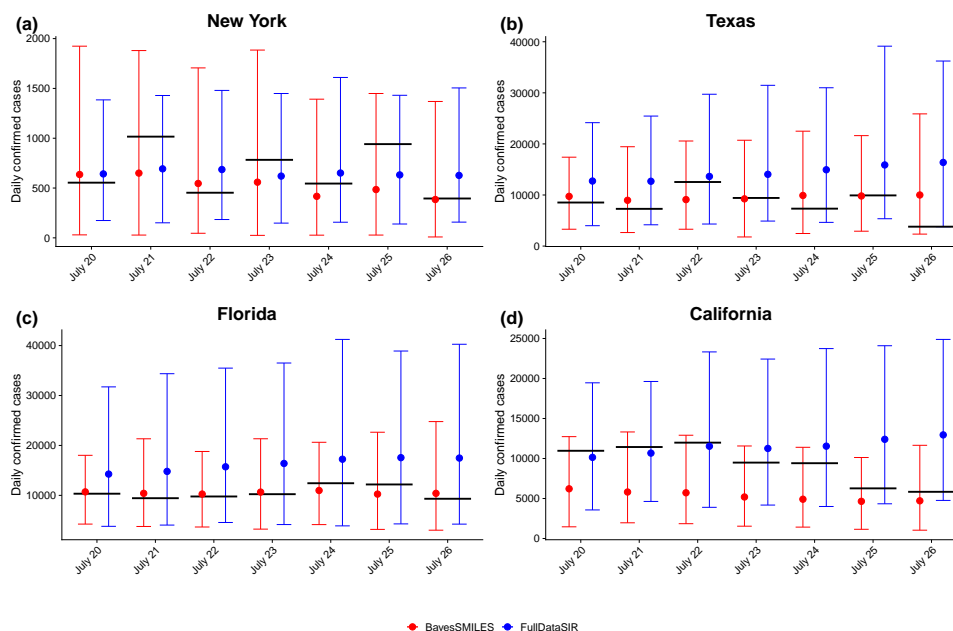 (a) New York
Daily confirmed cases
2000
1500
1000
500
0
July 20
July 21
July 22
July 23
July 24
July 25
July 26
(b) Texas
Daily confirmed cases
40000
30000
20000
10000
0
July 20
July 21
July 22
July 23
July 24
July 25
July 26
(c) Florida
Daily confirmed cases
40000
30000
20000
10000
July 20
July 21
July 22
July 23
July 24
July 25
July 26
(d) California
Daily confirmed cases
25000
20000
15000
10000
5000
0
July 20
July 21
July 22
July 23
July 24
July 25
July 26
BayesSMILES FullDataSIR